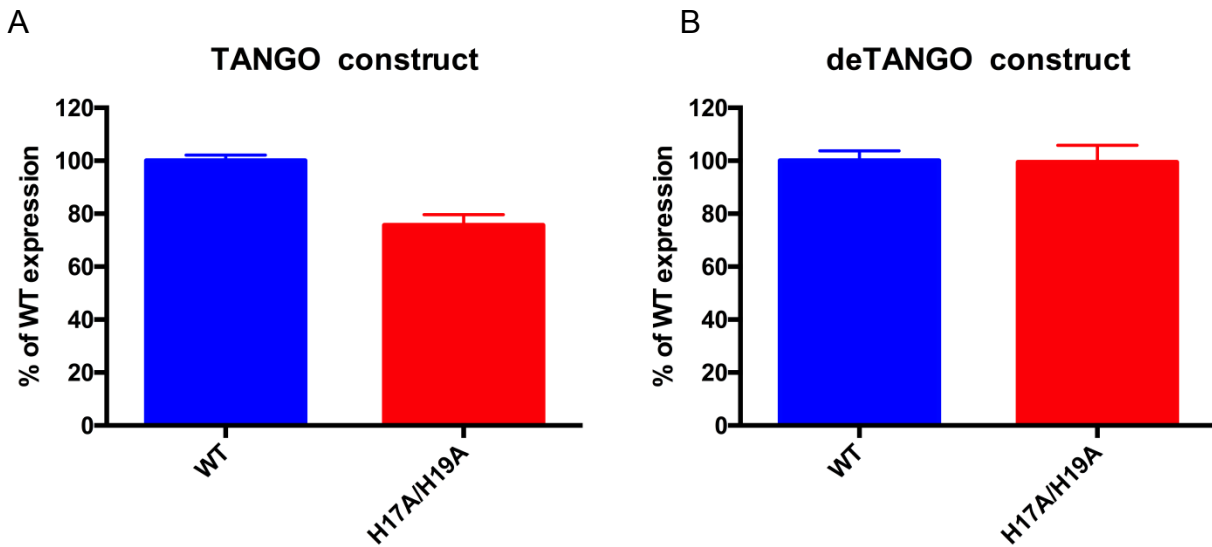 A
TANGO construct
% of WT expression
120
100
80
60
40
20
0
WT
H17A/H19A
B
deTANGO construct
% of WT expression
120
100
80
60
40
20
0
WT
H17A/H19A